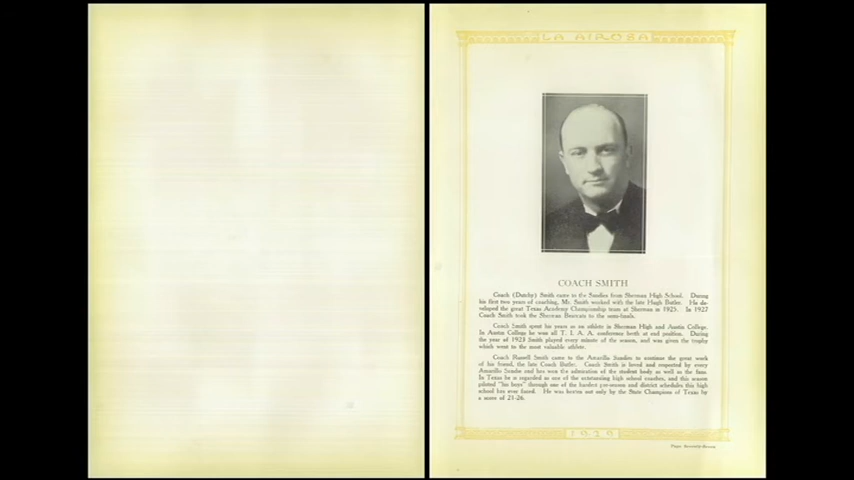 LA AIROSA
COACH SMITH
Coach (Dutchy) Smith came to the Sandies from Sherman High School. During
his first two years of coaching, Mr. Smith worked with the late Hugh Butler. He de-
veloped the great Texas Academy Championship team at Sherman in 1925. In 1927
Coach Smith took the Sherman Bearcats to the semi-finals.
Coach Smith spent his years as an athlete in Sherman High and Austin College.
In Austin College he was all T. I. A. A. conference berth at end position. During
the year of 1923 Smith played every minute of the season, and was given the trophy
which went to the most valuable athlete.
Coach Russell Smith came to the Amarillo Sandies to continue the great work
of his friend, the late Coach Butler. Coach Smith is loved and respected by every
Amarillo Sandie and has won the admiration of the student body as well as the fans.
In Texas he is regarded as one of the outstanding high school coaches, and this season
piloted "his boys" through one of the hardest pre-season and district schedules this high
school has ever faced. He was beaten out only by the State Champions of Texas by
a score of 21-26.
1929
Page